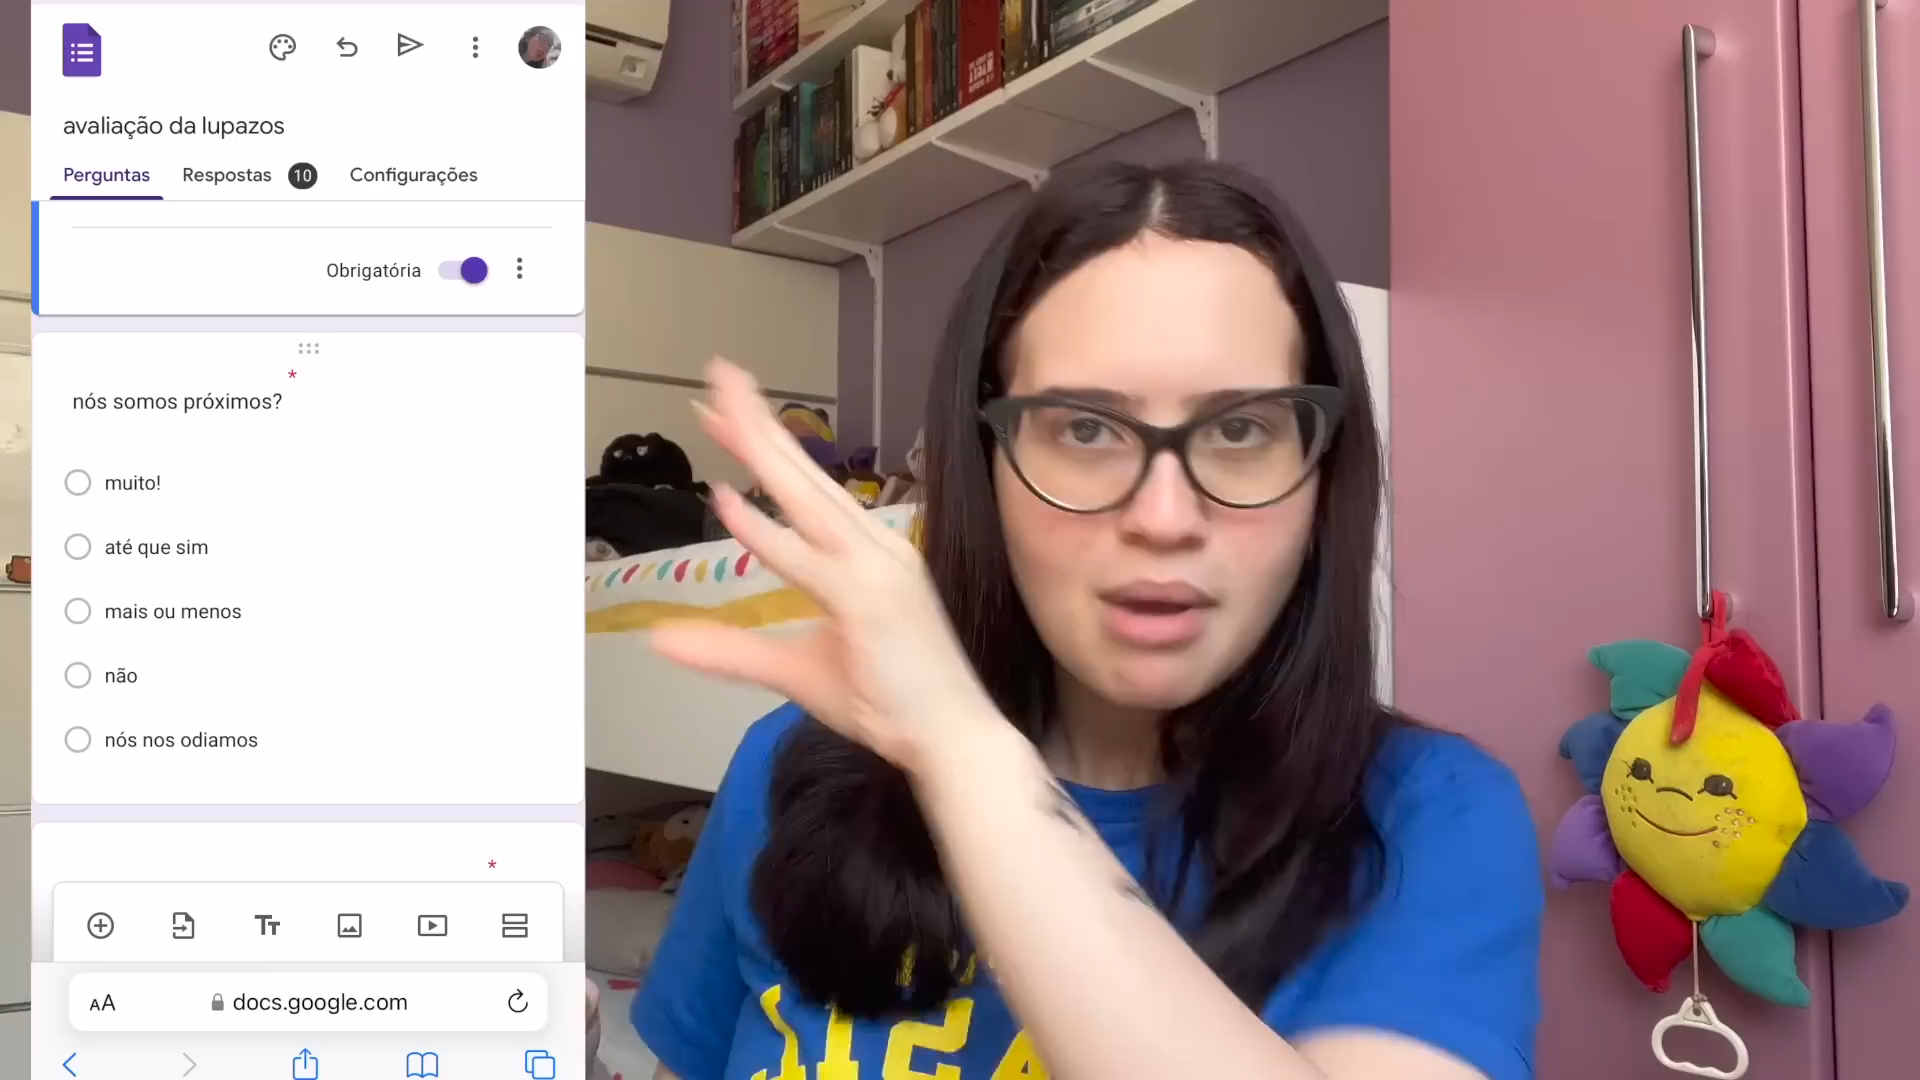 avaliação da lupazos
Perguntas Respostas 10 Configurações
Obrigatória
*
nós somos próximos?
muito!
até que sim
mais ou menos
não
nós nos odiamos
*
Tt
AA docs.google.com